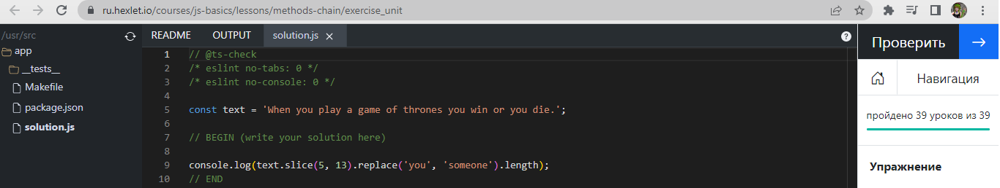 ru.hexlet.io/courses/js-basics/lessons/methods-chain/exercise_unit
/usr/src
app
__tests__
Makefile
package.json
solution.js
README OUTPUT solution.js
1 // @ts-check
2 /* eslint no-tabs: 0 */
3 /* eslint no-console: 0 */
4
5 const text = 'When you play a game of thrones you win or you die.';
6
7 // BEGIN (write your solution here)
8
9 console.log(text.slice(5, 13).replace('you', 'someone').length);
10 // END
Проверить
Навигация
пройдено 39 уроков из 39
Упражнение